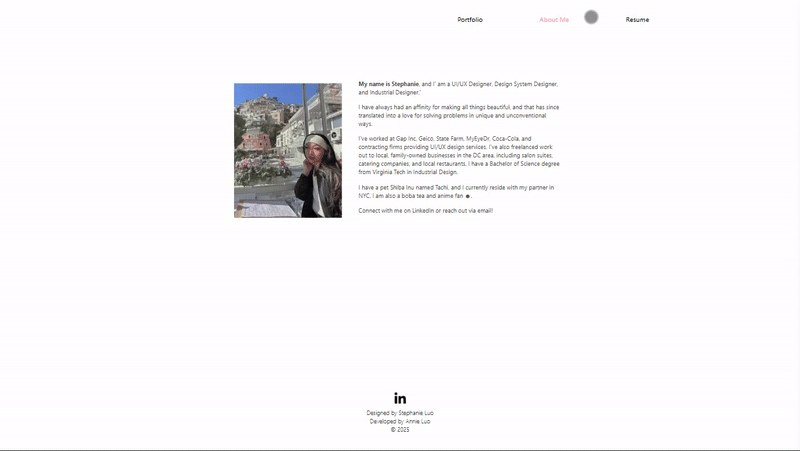 Portfolio
About Me
Resume
My name is Stephanie, and I' am a UI/UX Designer, Design System Designer,
and Industrial Designer.'
I have always had an affinity for making all things beautiful, and that has since
translated into a love for solving problems in unique and unconventional
ways.
I've worked at Gap Inc, Geico, State Farm, MyEyeDr, Coca-Cola, and
contracting firms providing UI/UX design services. I've also freelanced work
out to local, family-owned businesses in the DC area, including salon suites,
catering companies, and local restaurants. I have a Bachelor of Science degree
from Virginia Tech in Industrial Design.
I have a pet Shiba Inu named Tachi, and I currently reside with my partner in
NYC. I am also a boba tea and anime fan ☻.
Connect with me on LinkedIn or reach out via email!
in
Designed by Stephanie Luo
Developed by Annie Luo
© 2025